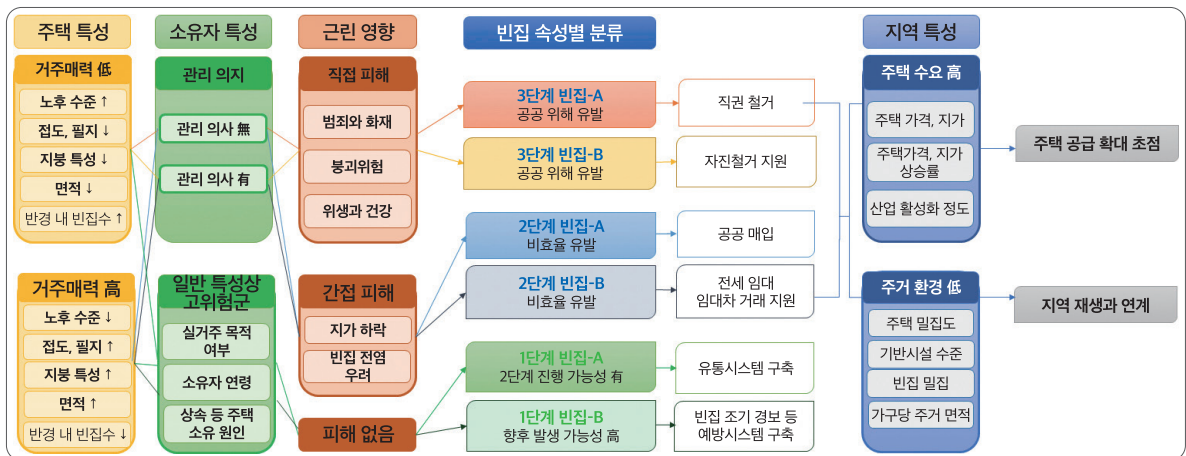 주택 특성
거주매력 低
노후 수준 ↑
접도, 필지 ↓
지붕 특성 ↓
면적 ↓
반경 내 빈집수 ↑
거주매력 高
노후 수준 ↓
접도, 필지 ↑
지붕 특성 ↑
면적 ↑
반경 내 빈집수 ↓
소유자 특성
관리 의지
관리 의사 無
관리 의사 有
일반 특성상
고위험군
실거주 목적
여부
소유자 연령
상속 등 주택
소유 원인
근린 영향
직접 피해
범죄와 화재
붕괴위험
위생과 건강
간접 피해
지가 하락
빈집 전염
우려
피해 없음
빈집 속성별 분류
3단계 빈집-A
공공 위해 유발
직권 철거
3단계 빈집-B
공공 위해 유발
자진철거 지원
2단계 빈집-A
비효율 유발
공공 매입
2단계 빈집-B
비효율 유발
전세 임대
임대차 거래 지원
1단계 빈집-A
2단계 진행 가능성 有
유통시스템 구축
1단계 빈집-B
향후 발생 가능성 高
빈집 조기 경보 등
예방시스템 구축
지역 특성
주택 수요 高
주택 가격, 지가
주택가격, 지가
상승률
산업 활성화 정도
주거 환경 低
주택 밀집도
기반시설 수준
빈집 밀집
가구당 주거 면적
주택 공급 확대 초점
지역 재생과 연계